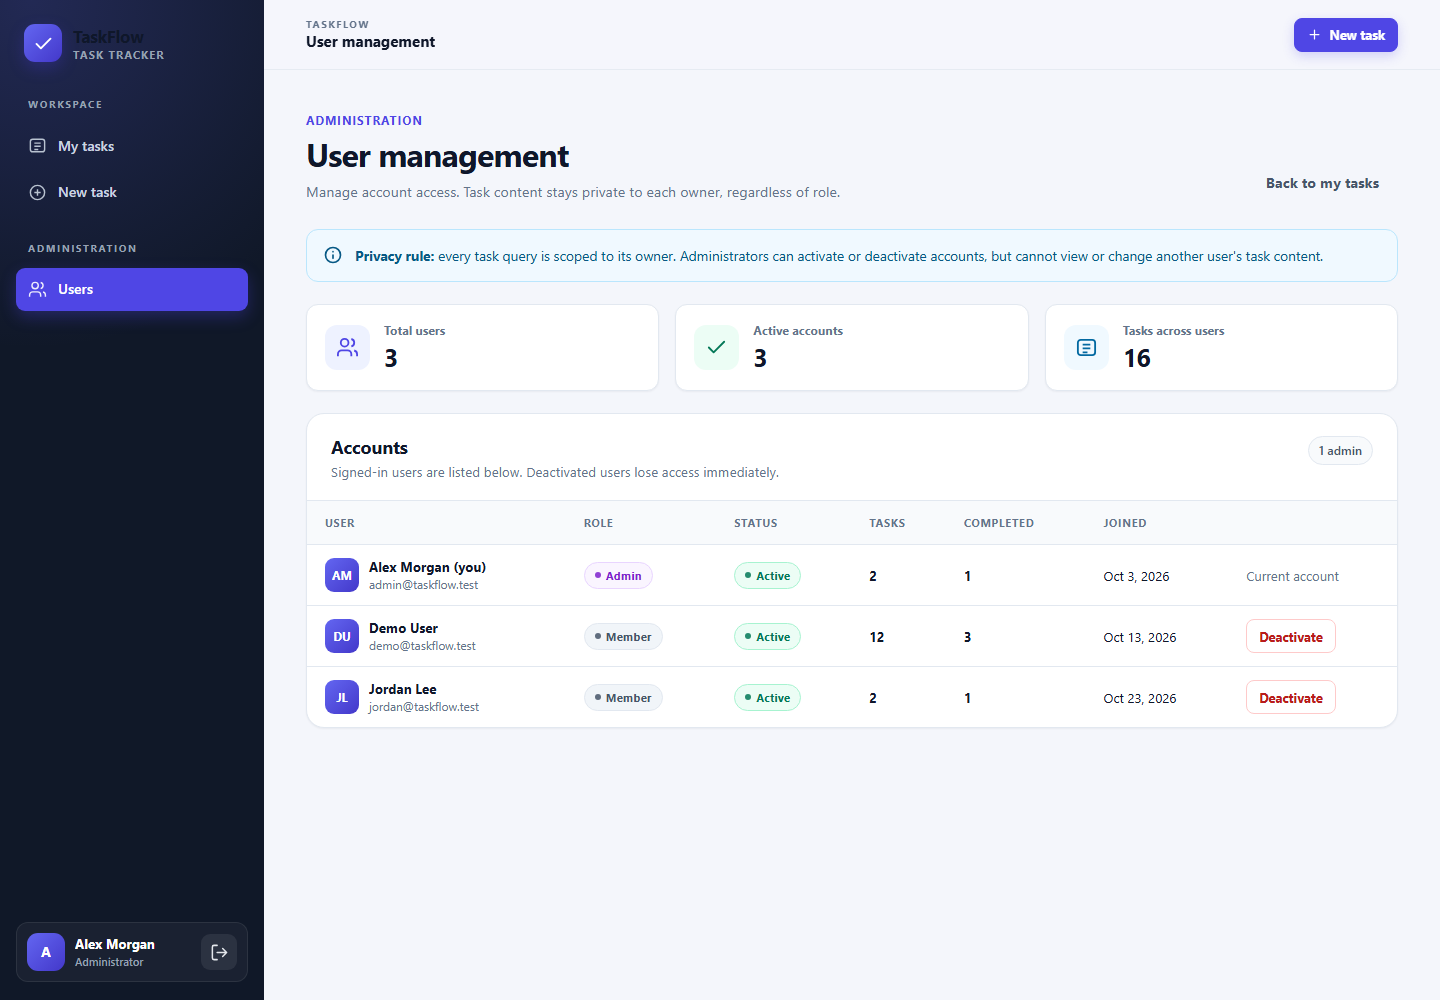 TaskFlow
TASK TRACKER
WORKSPACE
My tasks
New task
ADMINISTRATION
Users
Alex Morgan
Administrator
A
TASKFLOW
User management
New task
ADMINISTRATION
User management
Manage account access. Task content stays private to each owner, regardless of role.
Back to my tasks
Privacy rule: every task query is scoped to its owner. Administrators can activate or deactivate accounts, but cannot view or change another user's task content.
Total users
3
Active accounts
3
Tasks across users
16
Accounts
Signed-in users are listed below. Deactivated users lose access immediately.
1 admin
USER ROLE STATUS TASKS COMPLETED JOINED
AM Alex Morgan (you) Admin Active 2 1 Oct 3, 2026 Current account
admin@taskflow.test
DU Demo User Member Active 12 3 Oct 13, 2026 Deactivate
demo@taskflow.test
JL Jordan Lee Member Active 2 1 Oct 23, 2026 Deactivate
jordan@taskflow.test